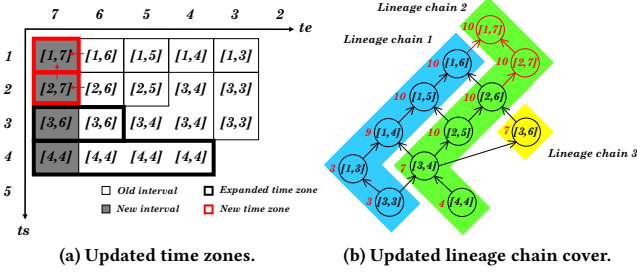 7 6 5 4 3 2
te
1 [1,7] [1,6] [1,5] [1,4] [1,3]
2 [2,7] [2,6] [2,5] [3,4] [3,3]
3 [3,6] [3,6] [3,4] [3,4] [3,3]
4 [4,4] [4,4] [4,4] [4,4]
5
ts
Old interval
Expanded time zone
New interval
New time zone
(a) Updated time zones.
Lineage chain 2
Lineage chain 1
10 [1,7]
10 [1,6]
10 [2,7]
10 [1,5]
10 [2,6]
9 [1,4]
10 [2,5]
7 [3,6]
Lineage chain 3
3 [1,3]
7 [3,4]
3 [3,3]
4 [4,4]
(b) Updated lineage chain cover.